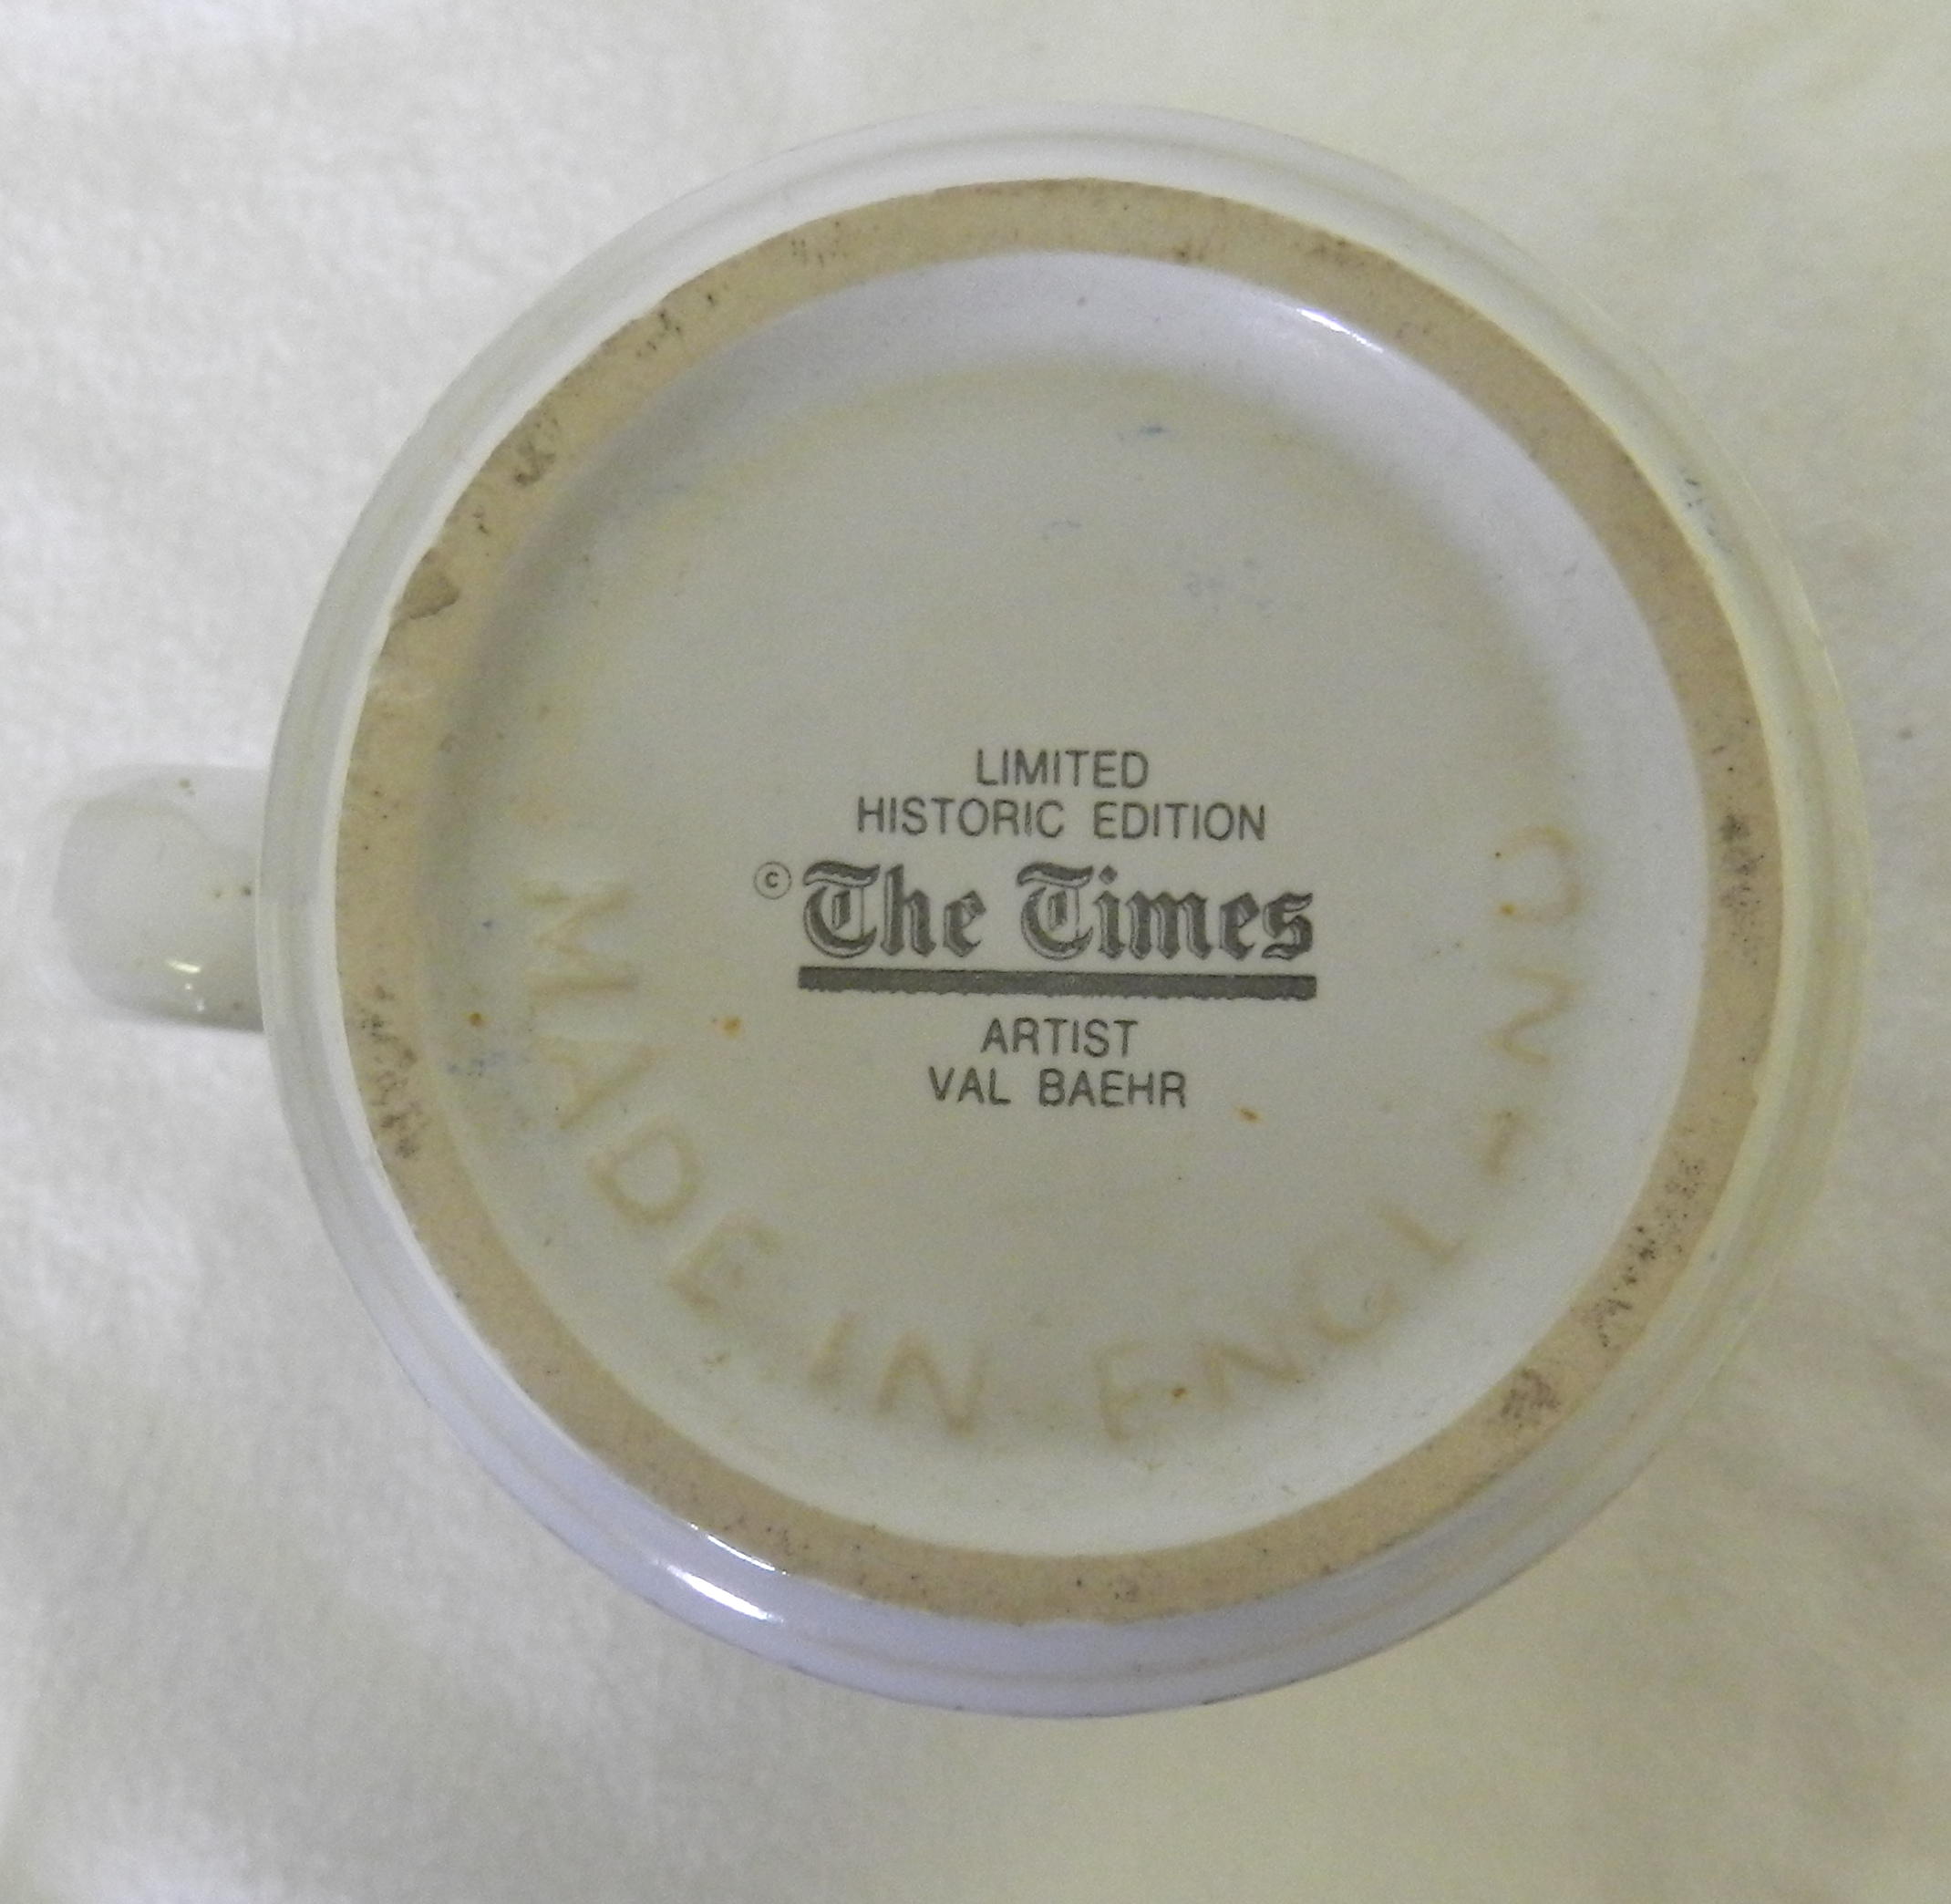 LIMITED
HISTORIC EDITION
© The Times
ARTIST
VAL BAEHR
MADE IN ENGLAND